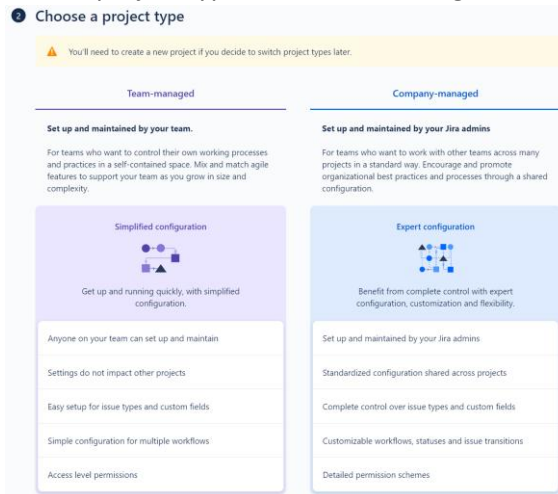 2 Choose a project type
You'll need to create a new project if you decide to switch project types later.
Team-managed
Set up and maintained by your team.
For teams who want to control their own working processes
and practices in a self-contained space. Mix and match agile
features to support your team as you grow in size and
complexity.
Simplified configuration
Get up and running quickly, with simplified
configuration.
Anyone on your team can set up and maintain
Settings do not impact other projects
Easy setup for issue types and custom fields
Simple configuration for multiple workflows
Access level permissions
Company-managed
Set up and maintained by your Jira admins
For teams who want to work with other teams across many
projects in a standard way. Encourage and promote
organizational best practices and processes through a shared
configuration.
Expert configuration
Benefit from complete control with expert
configuration, customization and flexibility.
Set up and maintained by your Jira admins
Standardized configuration shared across projects
Complete control over issue types and custom fields
Customizable workflows, statuses and issue transitions
Detailed permission schemes